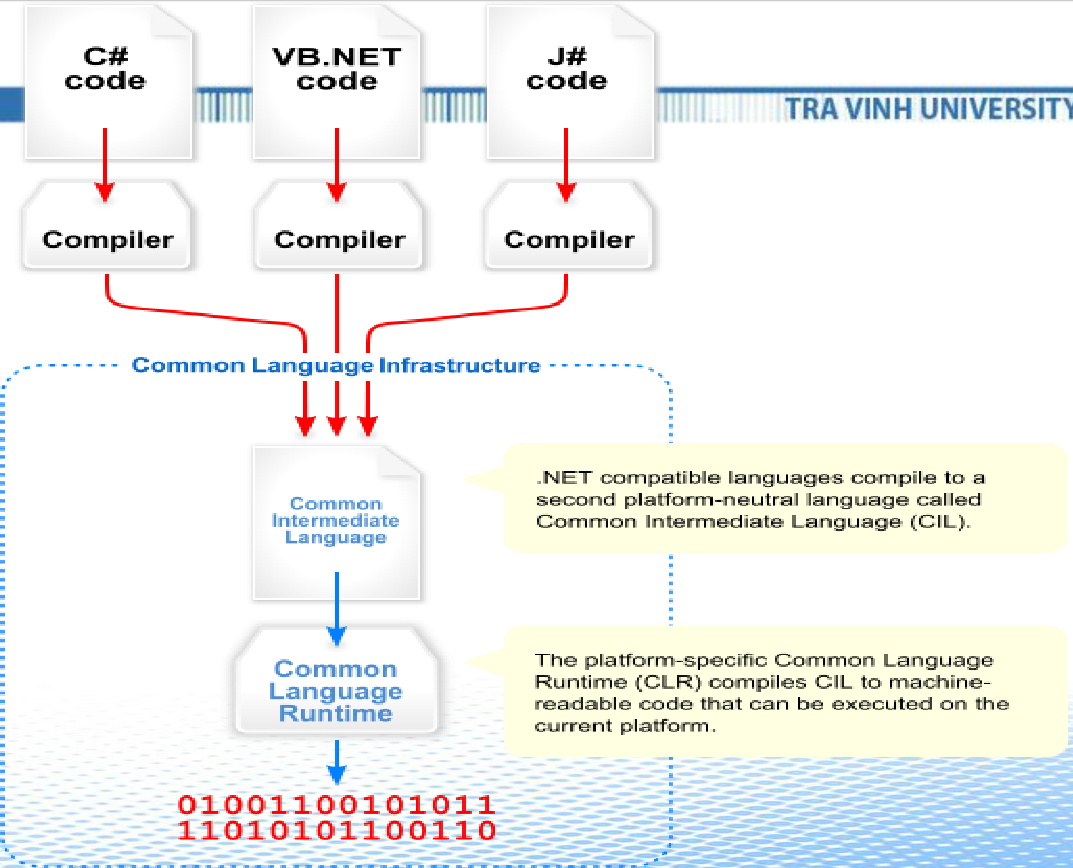 C#
code
VB.NET
code
J#
code
TRA VINH UNIVERSITY
Compiler
Compiler
Compiler
Common Language Infrastructure
Common
Intermediate
Language
.NET compatible languages compile to a
second platform-neutral language called
Common Intermediate Language (CIL).
Common
Language
Runtime
The platform-specific Common Language
Runtime (CLR) compiles CIL to machine-
readable code that can be executed on the
current platform.
01001100101011
11010101100110